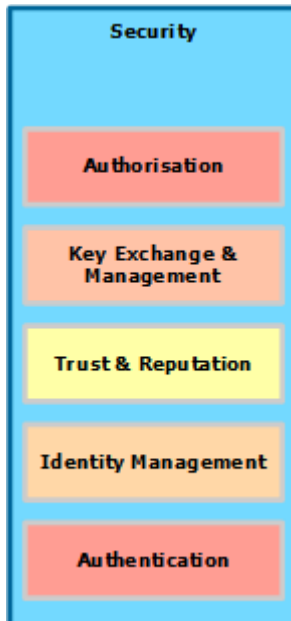 Security
Authorisation
Key Exchange &
Management
Trust & Reputation
Identity Management
Authentication